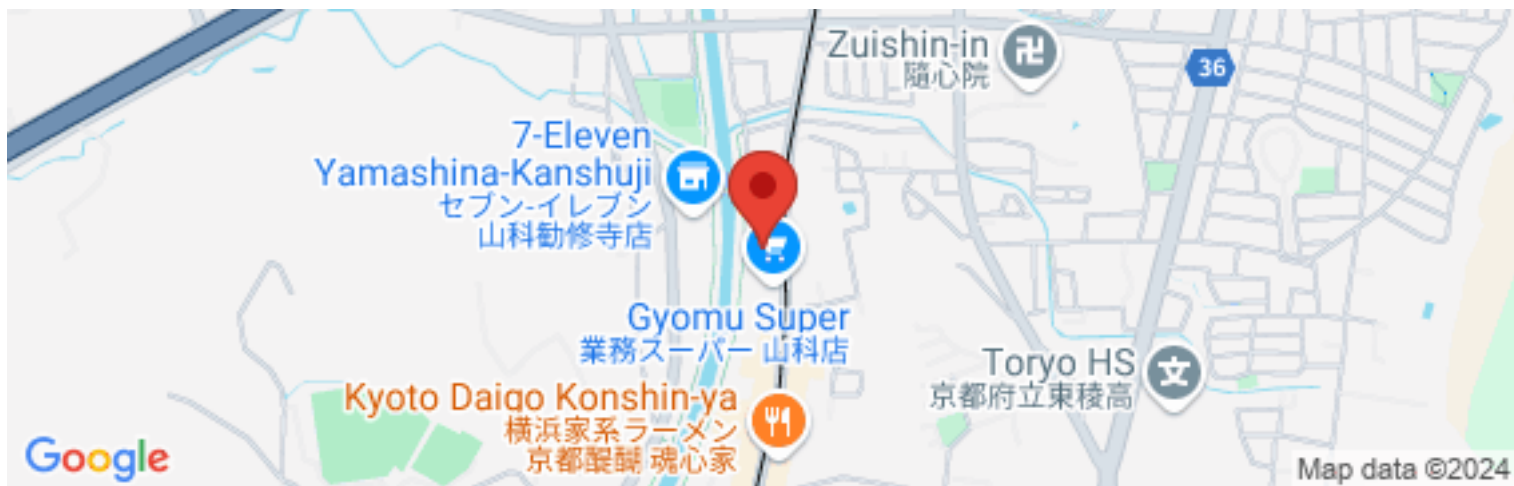 Zuishin-in
隨心院
36
7-Eleven
Yamashina-Kanshuji
セブン-イレブン
山科勧修寺店
Gyomu Super
業務スーパー 山科店
Toryo HS
京都府立東稜高
文
Kyoto Daigo Konshin-ya
横浜家系ラーメン
京都醍醐 魂心家
Google
Map data ©2024